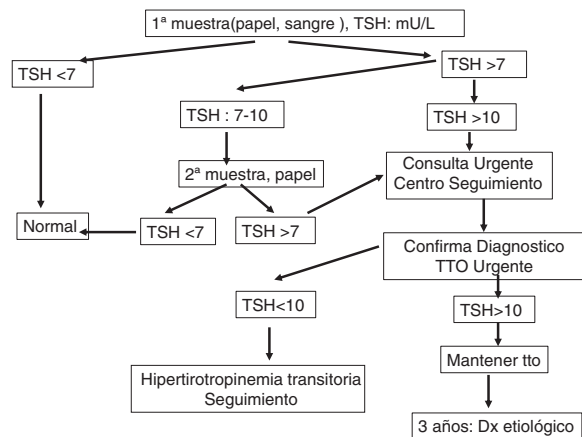 1ª muestra(papel, sangre ), TSH: mU/L
TSH <7
TSH >7
TSH : 7-10
TSH >10
2ª muestra, papel
Consulta Urgente
Centro Seguimiento
Normal
TSH <7
TSH >7
Confirma Diagnostico
TTO Urgente
TSH<10
TSH>10
Hipertirotropinemia transitoria
Seguimiento
Mantener tto
3 años: Dx etiológico